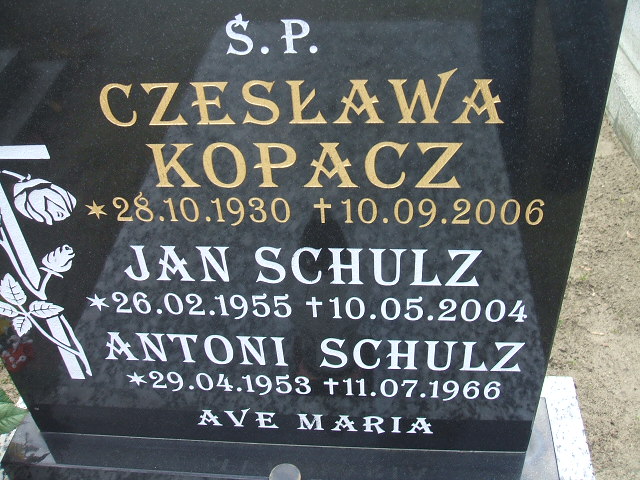 Ś.P.
CZESŁAWA
KOPACZ
*28.10.1930 †10.09.2006
JAN SCHULZ
*26.02.1955 †10.05.2004
ANTONI SCHULZ
*29.04.1953 †11.07.1966
AVE MARIA